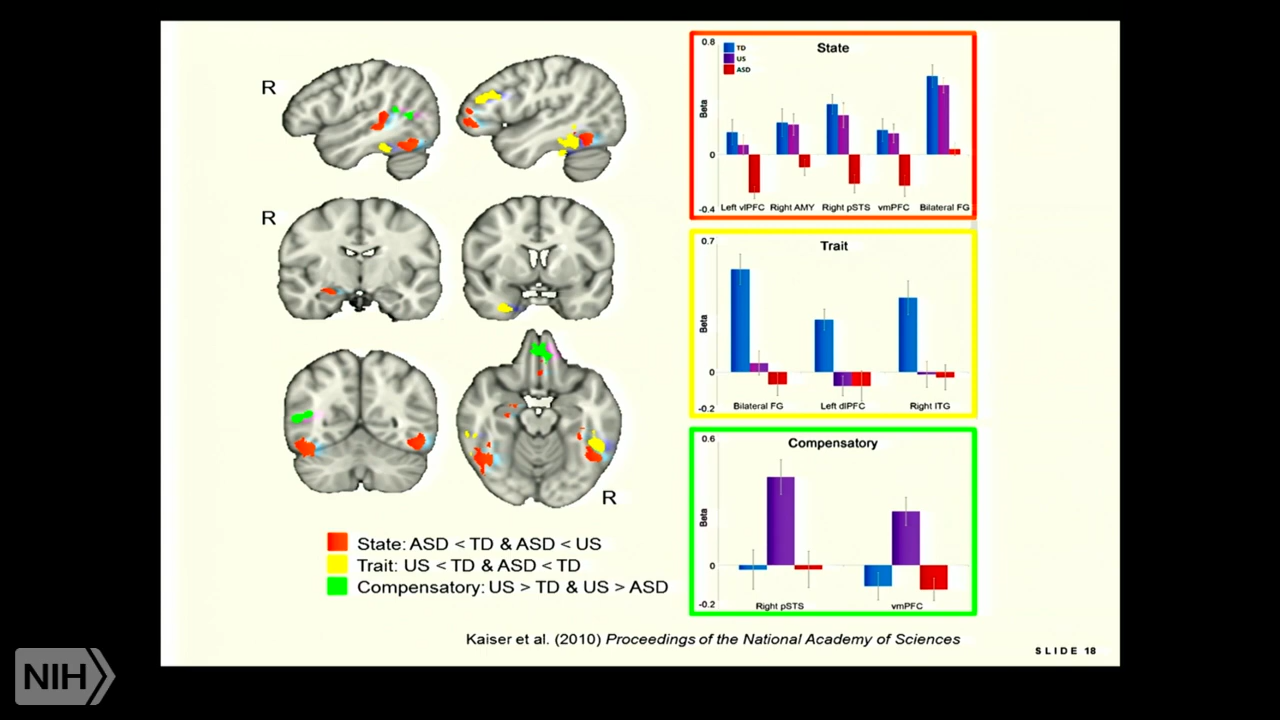 R
R
R
State: ASD < TD & ASD < US
Trait: US < TD & ASD < TD
Compensatory: US > TD & US > ASD
0.8
State
TD
US
ASD
Beta
0
-0.4
Left vlPFC Right AMY Right pSTS vmPFC Bilateral FG
0.7
Trait
Beta
0
-0.2
Bilateral FG Left dlPFC Right ITG
0.6
Compensatory
Beta
0
-0.2
Right pSTS vmPFC
Kaiser et al. (2010) Proceedings of the National Academy of Sciences
SLIDE 18
NIH